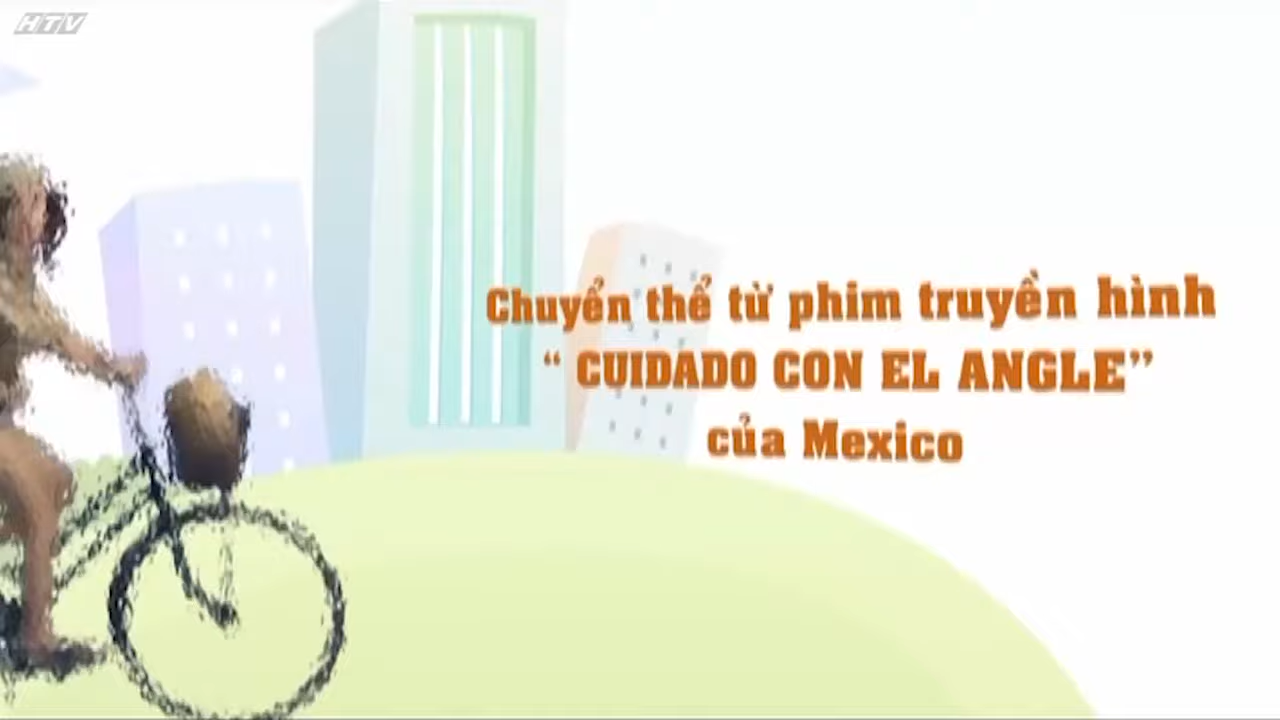 HTV
Chuyển thể từ phim truyền hình
“ CUIDADO CON EL ANGLE”
của Mexico